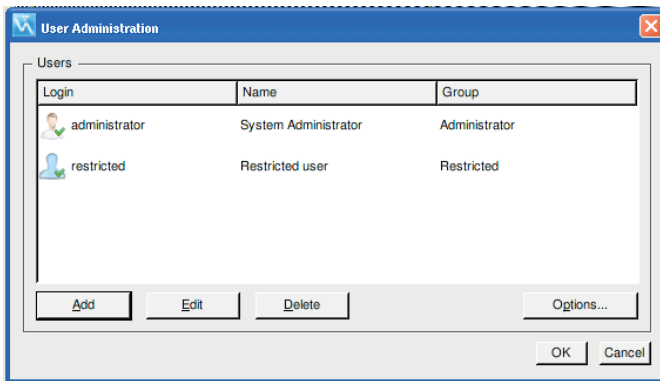 User Administration
Users
Login Name Group
administrator System Administrator Administrator
restricted Restricted user Restricted
Add Edit Delete Options...
OK Cancel